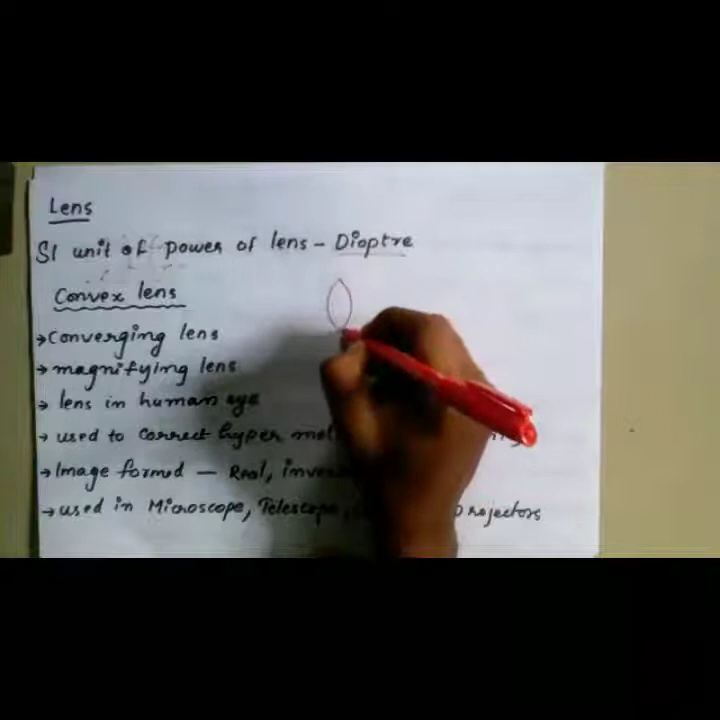 Lens
SI unit of power of lens - Dioptre
Convex lens
→ Converging lens
→ magnifying lens
→ lens in human eye
→ used to correct hyper
→ Image formed — Real,
→ used in Microscope, Telescope,